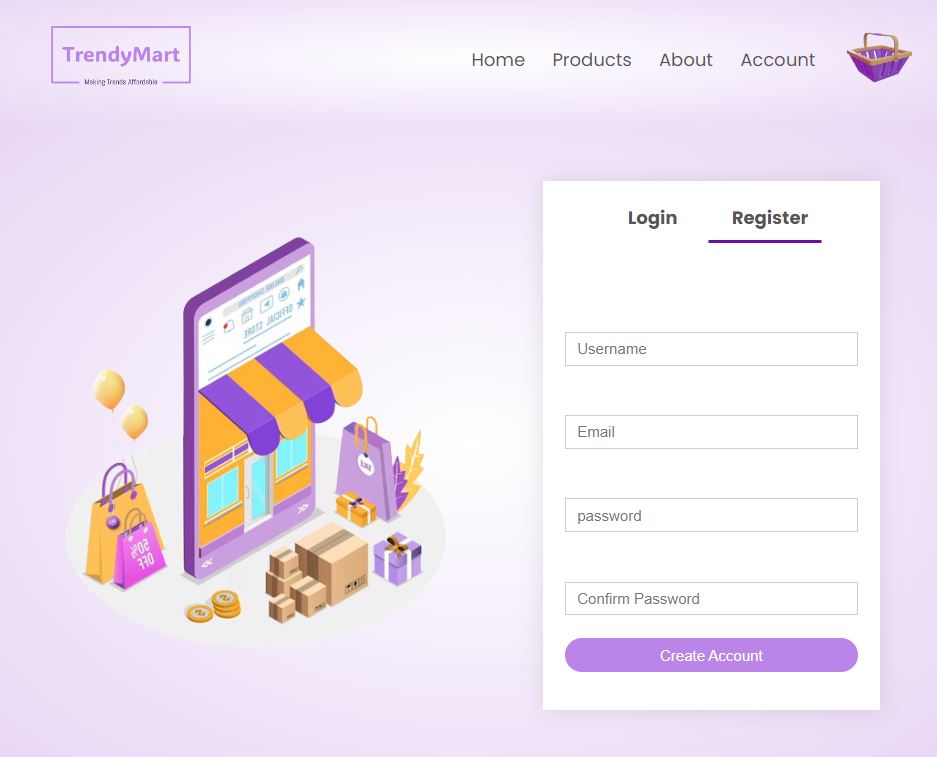 TrendyMart
Making Trends Affordable
Home Products About Account
Login Register
ONLINE SHOPPING
OFFICIAL STORE
Username
Email
SALE
password
50%
OFF
Confirm Password
Create Account